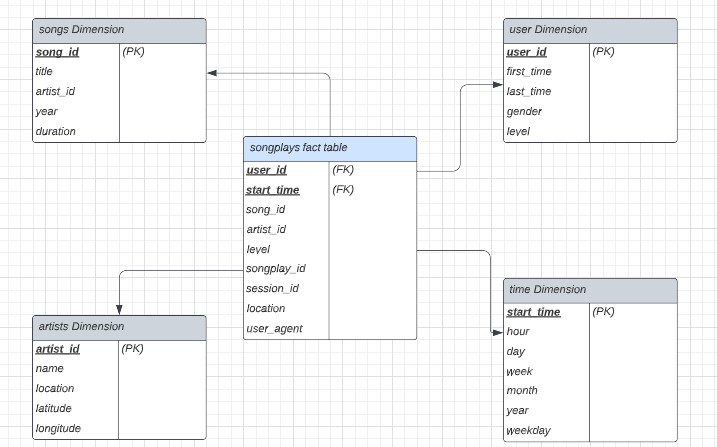 songs Dimension
song_id (PK)
title
artist_id
year
duration
user Dimension
user_id (PK)
first_time
last_time
gender
level
songplays fact table
user_id (FK)
start_time (FK)
song_id
artist_id
level
songplay_id
session_id
location
user_agent
artists Dimension
artist_id (PK)
name
location
latitude
longitude
time Dimension
start_time (PK)
hour
day
week
month
year
weekday